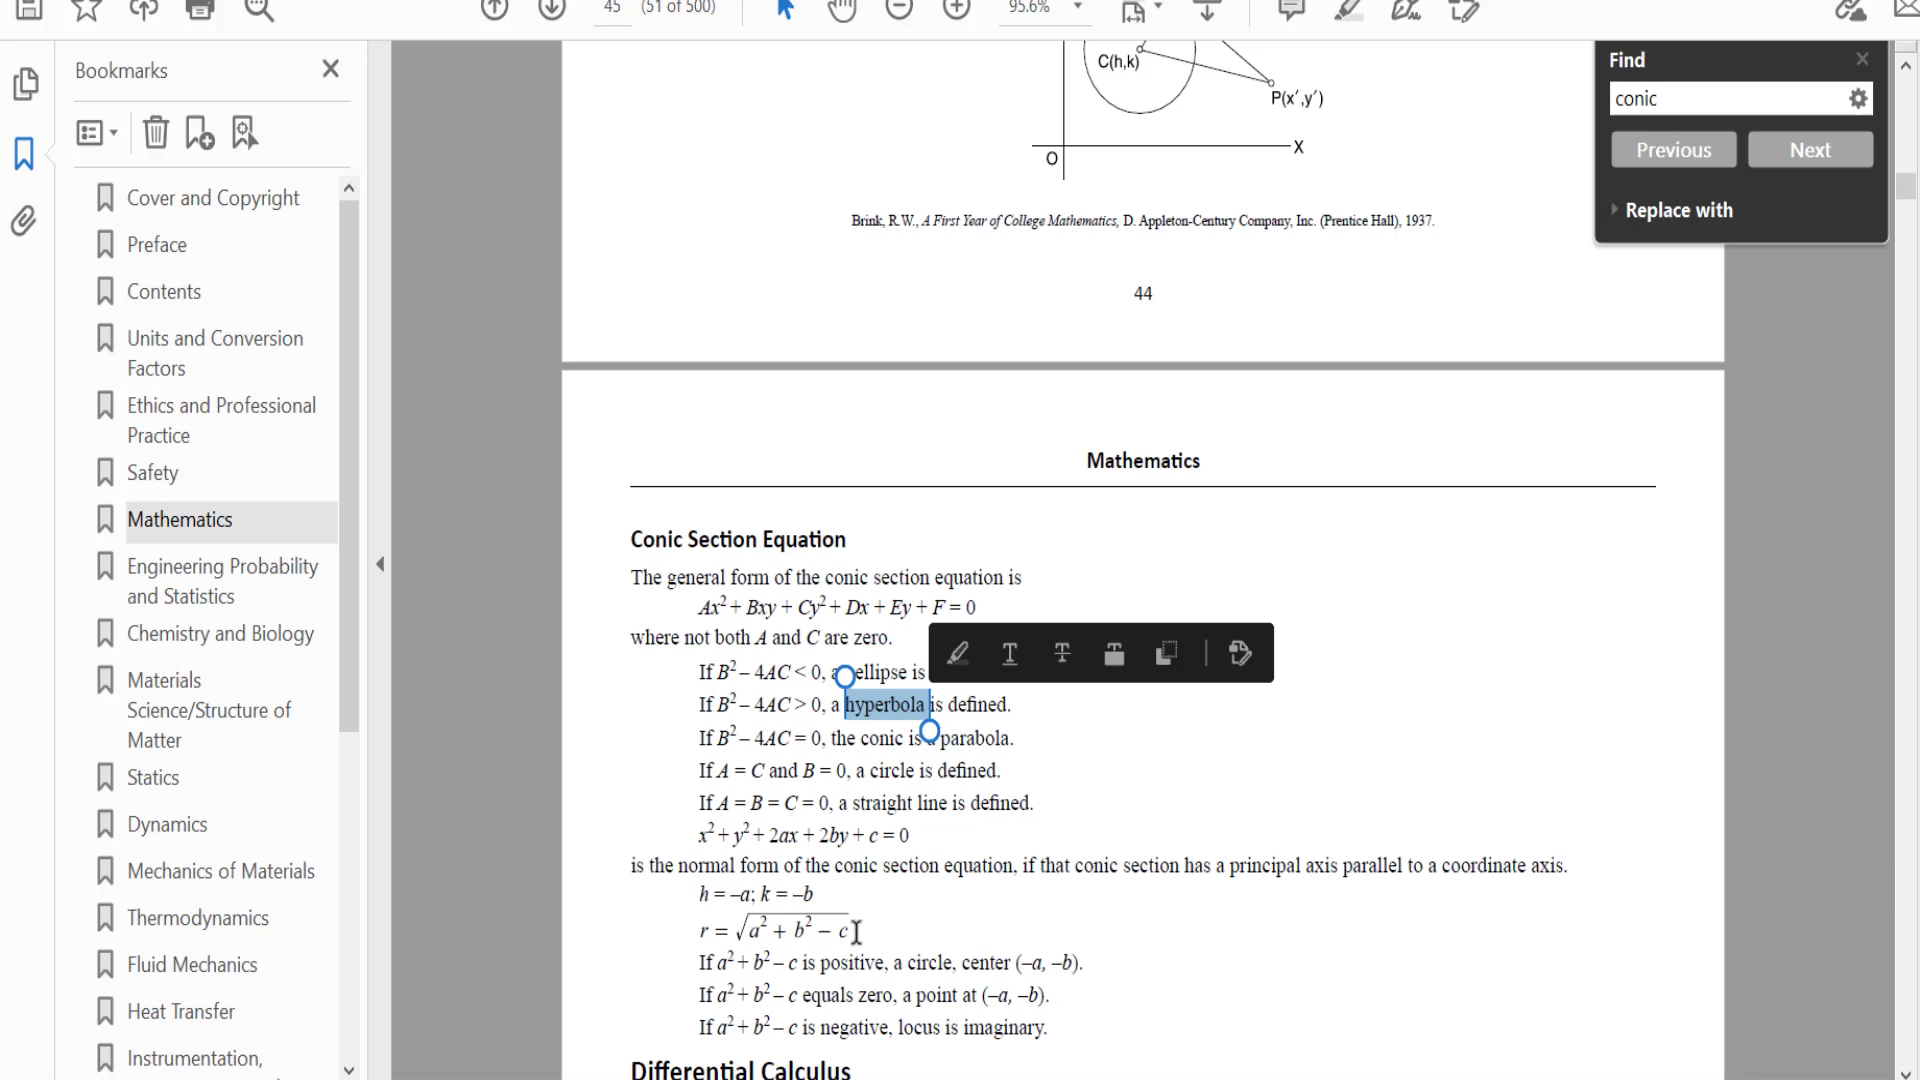 45 (51 of 500)
95.6%
Bookmarks
Cover and Copyright
Preface
Contents
Units and Conversion
Factors
Ethics and Professional
Practice
Safety
Mathematics
Engineering Probability
and Statistics
Chemistry and Biology
Materials
Science/Structure of
Matter
Statics
Dynamics
Mechanics of Materials
Thermodynamics
Fluid Mechanics
Heat Transfer
Instrumentation,
C(h,k)
P(x′,y′)
X
O
Brink, R.W., A First Year of College Mathematics, D. Appleton-Century Company, Inc. (Prentice Hall), 1937.
44
Mathematics
Conic Section Equation
The general form of the conic section equation is
Ax² + Bxy + Cy² + Dx + Ey + F = 0
where not both A and C are zero.
If B² – 4AC < 0, ellipse is
If B² – 4AC > 0, a hyperbola is defined.
If B² – 4AC = 0, the conic is parabola.
If A = C and B = 0, a circle is defined.
If A = B = C = 0, a straight line is defined.
x² + y² + 2ax + 2by + c = 0
is the normal form of the conic section equation, if that conic section has a principal axis parallel to a coordinate axis.
h = –a; k = –b
r = √(a² + b² – c)
If a² + b² – c is positive, a circle, center (–a, –b).
If a² + b² – c equals zero, a point at (–a, –b).
If a² + b² – c is negative, locus is imaginary.
Differential Calculus
Find
conic
Previous
Next
Replace with